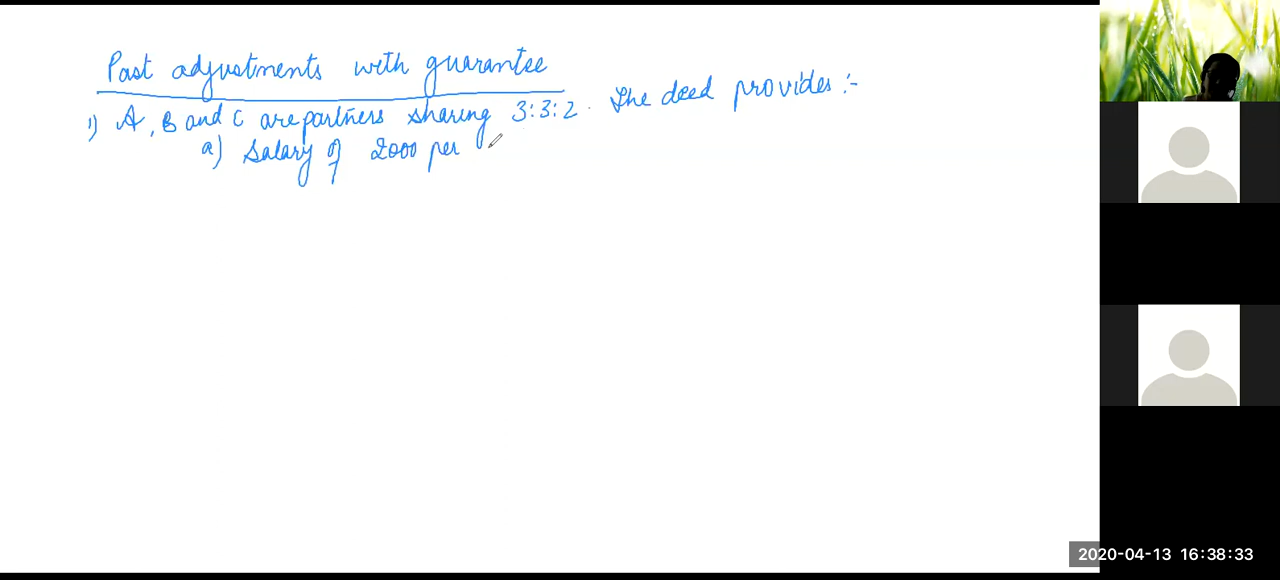 Past adjustments with guarantee
1) A, B and C are partners sharing 3:3:2. The deed provides :-
a) Salary of 2000 per
2020-04-13 16:38:33